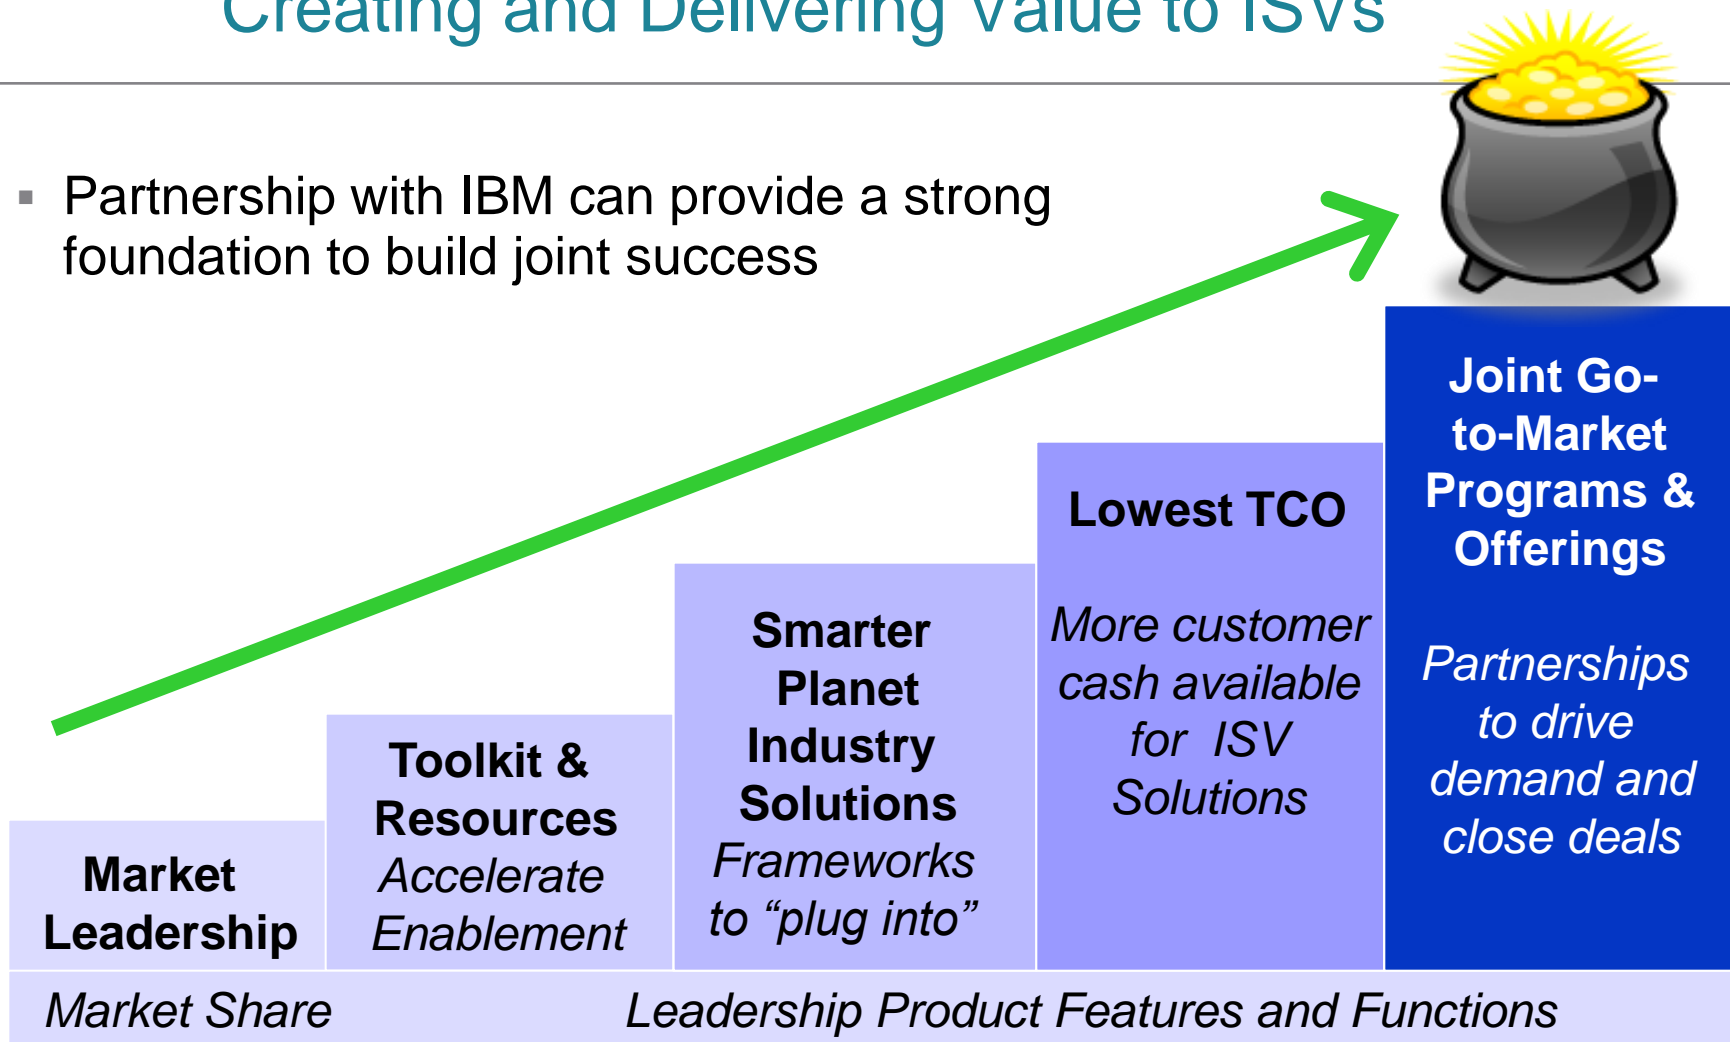 Creating and Delivering Value to ISVs
▪ Partnership with IBM can provide a strong
foundation to build joint success
Market
Leadership
Toolkit &
Resources
Accelerate
Enablement
Smarter
Planet
Industry
Solutions
Frameworks
to “plug into”
Lowest TCO
More customer
cash available
for ISV
Solutions
Joint Go-
to-Market
Programs &
Offerings
Partnerships
to drive
demand and
close deals
Market Share
Leadership Product Features and Functions